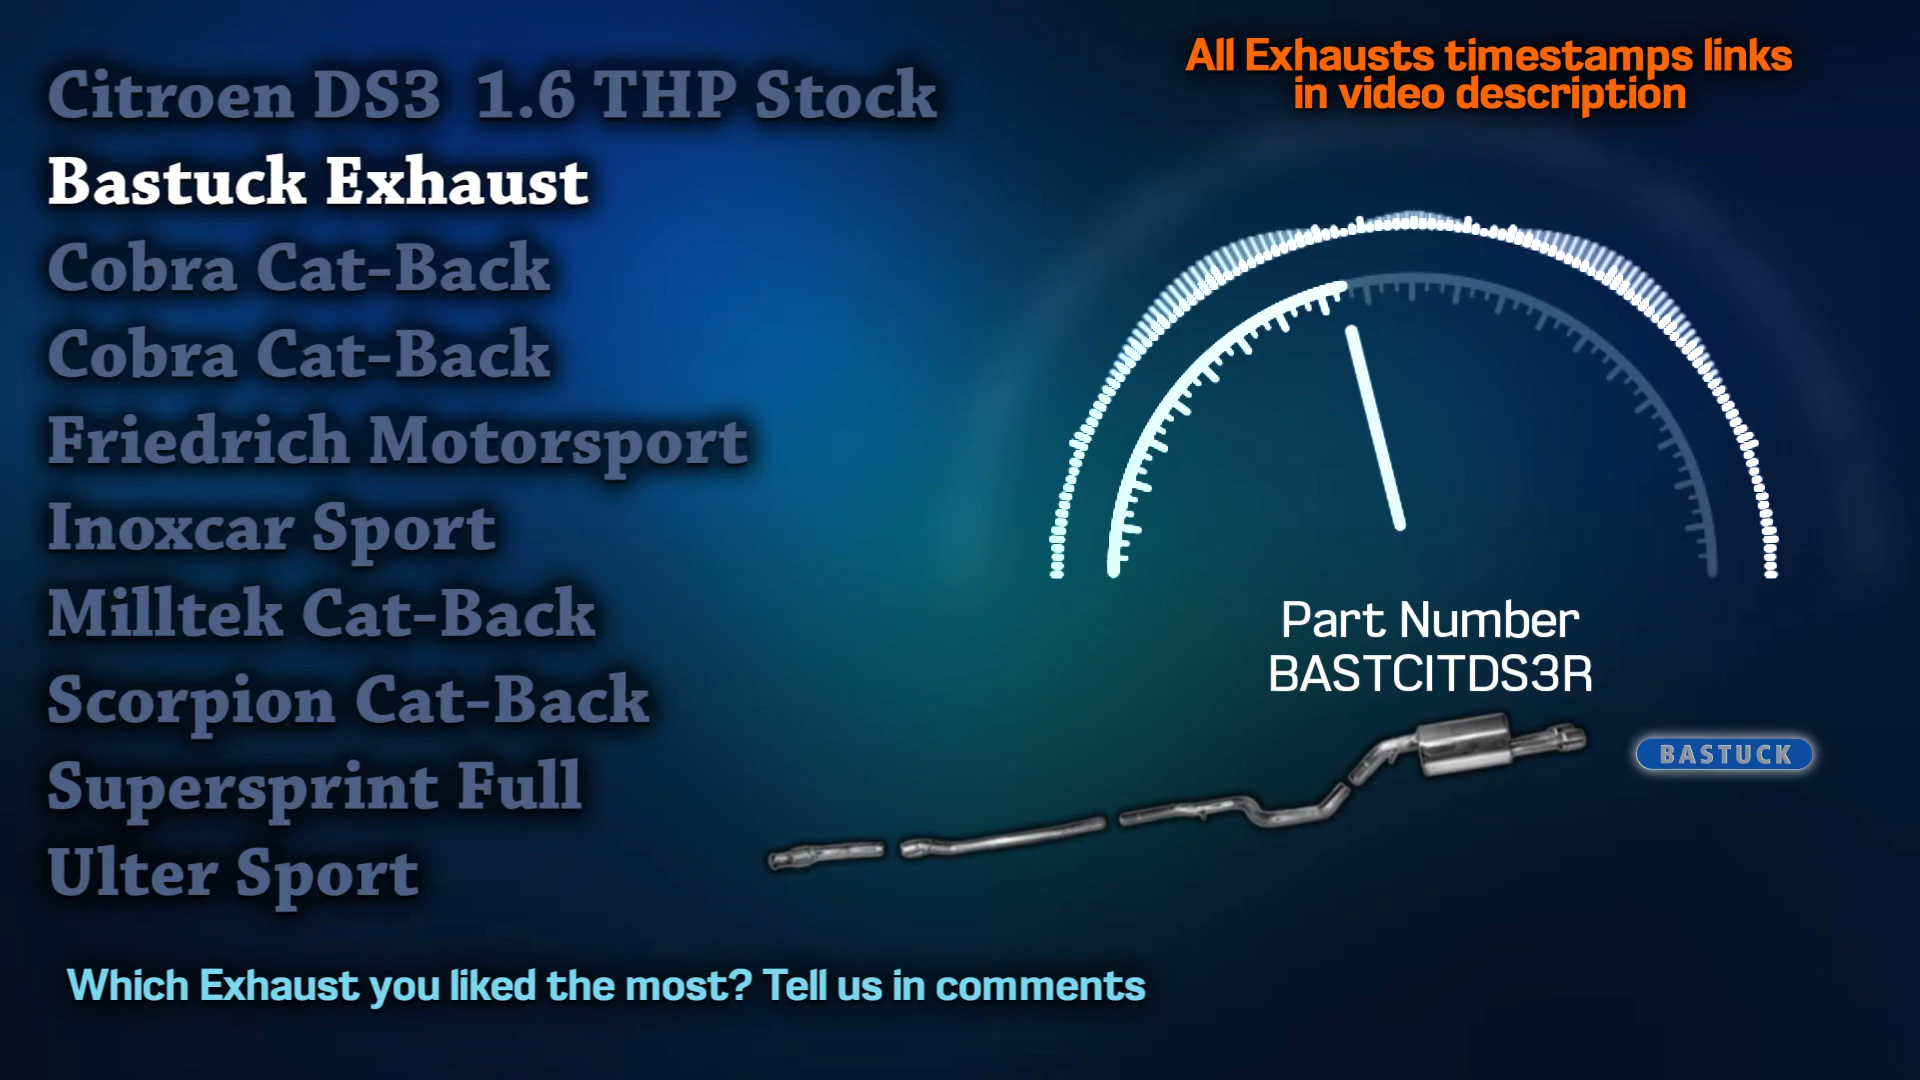 Citroen DS3 1.6 THP Stock
Bastuck Exhaust
Cobra Cat-Back
Cobra Cat-Back
Friedrich Motorsport
Inoxcar Sport
Milltek Cat-Back
Scorpion Cat-Back
Supersprint Full
Ulter Sport
Which Exhaust you liked the most? Tell us in comments
All Exhausts timestamps links
in video description
Part Number
BASTCITDS3R
BASTUCK